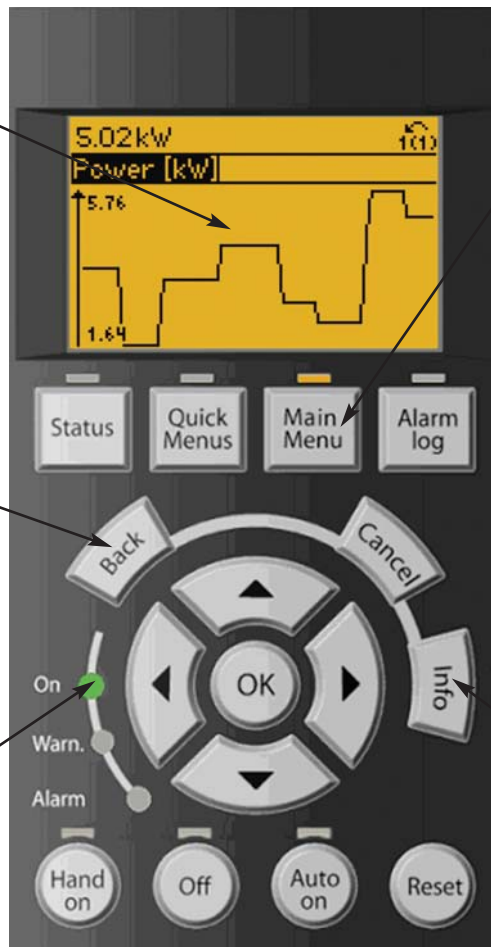 5.02kW 1(1)
Power [kW]
5.76
1.64
Status Quick Menus Main Menu Alarm log
Back Cancel
Info
OK
On
Warn.
Alarm
Hand on Off Auto on Reset